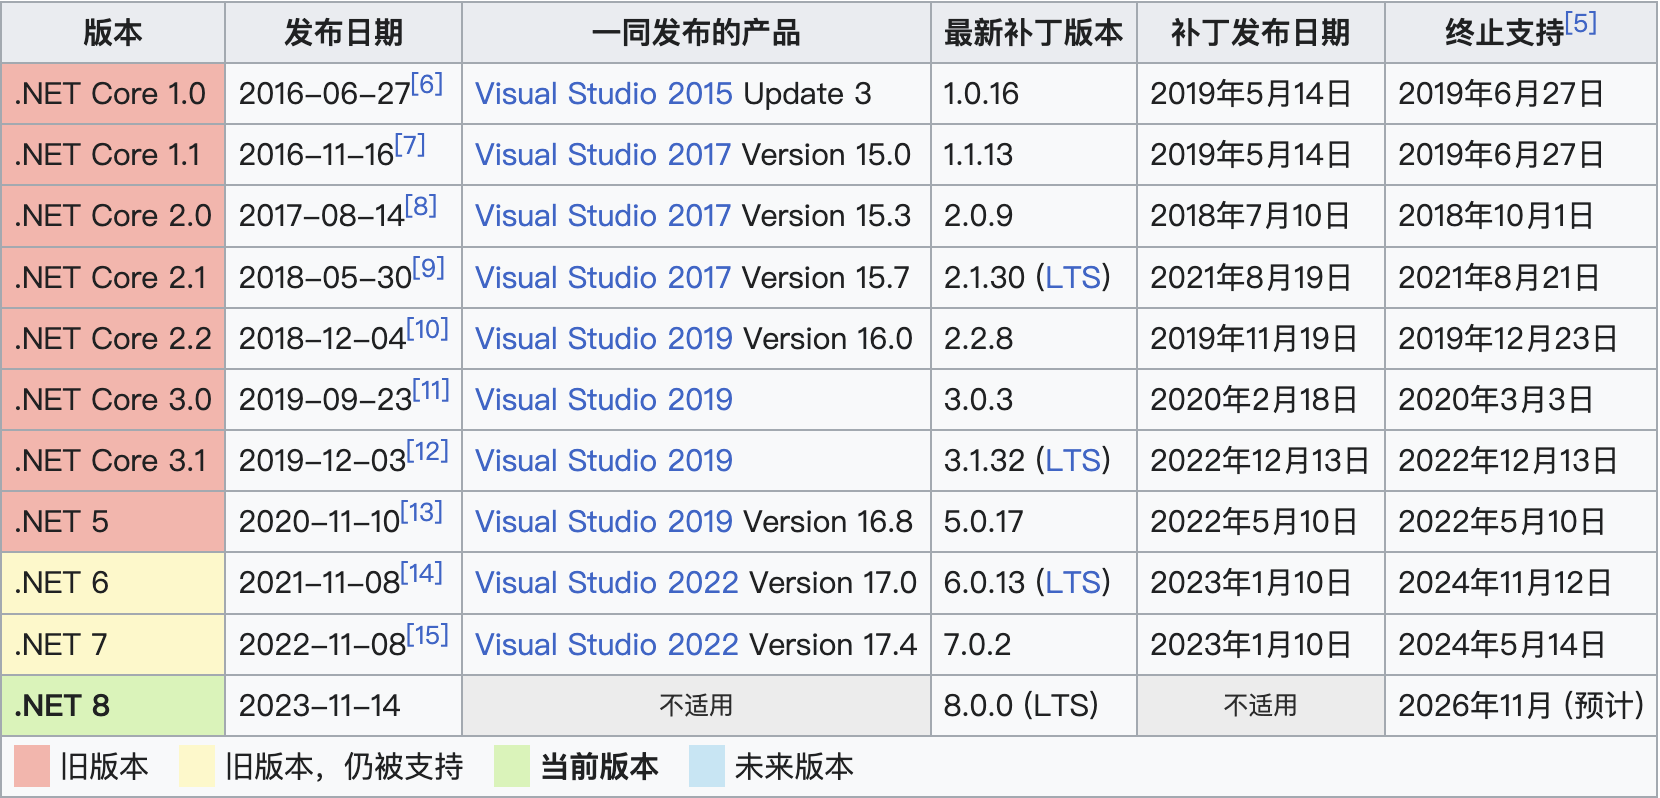 版本 发布日期 一同发布的产品 最新补丁版本 补丁发布日期 终止支持[5]
.NET Core 1.0 2016-06-27[6] Visual Studio 2015 Update 3 1.0.16 2019年5月14日 2019年6月27日
.NET Core 1.1 2016-11-16[7] Visual Studio 2017 Version 15.0 1.1.13 2019年5月14日 2019年6月27日
.NET Core 2.0 2017-08-14[8] Visual Studio 2017 Version 15.3 2.0.9 2018年7月10日 2018年10月1日
.NET Core 2.1 2018-05-30[9] Visual Studio 2017 Version 15.7 2.1.30 (LTS) 2021年8月19日 2021年8月21日
.NET Core 2.2 2018-12-04[10] Visual Studio 2019 Version 16.0 2.2.8 2019年11月19日 2019年12月23日
.NET Core 3.0 2019-09-23[11] Visual Studio 2019 3.0.3 2020年2月18日 2020年3月3日
.NET Core 3.1 2019-12-03[12] Visual Studio 2019 3.1.32 (LTS) 2022年12月13日 2022年12月13日
.NET 5 2020-11-10[13] Visual Studio 2019 Version 16.8 5.0.17 2022年5月10日 2022年5月10日
.NET 6 2021-11-08[14] Visual Studio 2022 Version 17.0 6.0.13 (LTS) 2023年1月10日 2024年11月12日
.NET 7 2022-11-08[15] Visual Studio 2022 Version 17.4 7.0.2 2023年1月10日 2024年5月14日
.NET 8 2023-11-14 不适用 8.0.0 (LTS) 不适用 2026年11月 (预计)
旧版本 旧版本，仍被支持 当前版本 未来版本